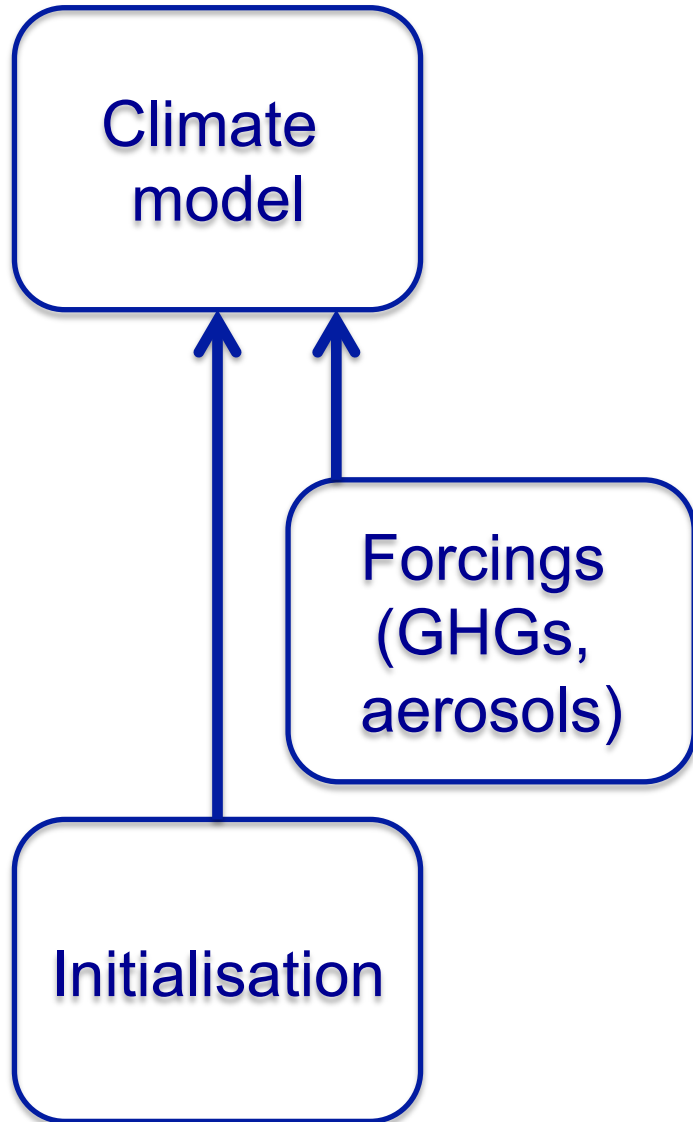 Climate
model
Forcings
(GHGs,
aerosols)
Initialisation